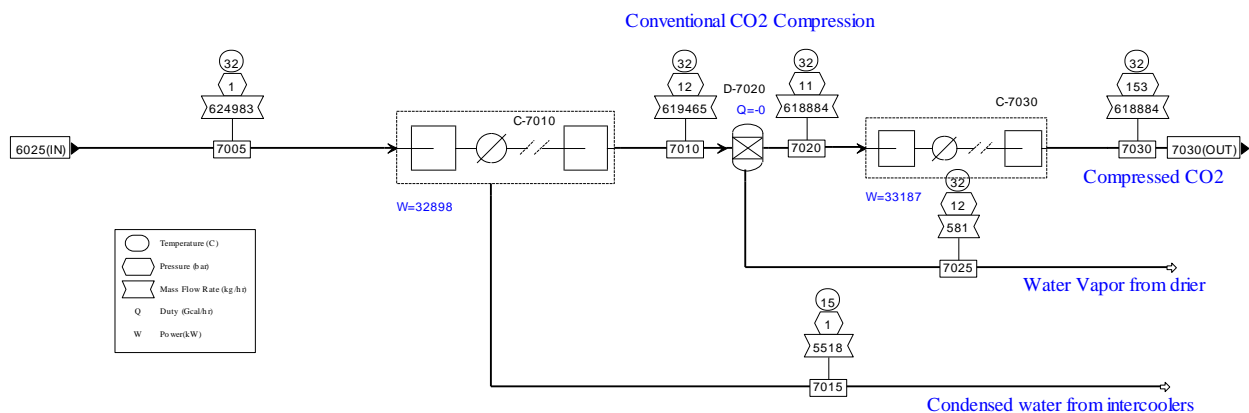 Conventional CO2 Compression
32
1
624983
7005
6025(IN)
C-7010
W=32898
32
12
619465
7010
D-7020
Q=-0
32
11
618884
7020
C-7030
W=33187
32
153
618884
7030
7030(OUT)
Compressed CO2
32
12
581
7025
Water Vapor from drier
15
1
5518
7015
Condensed water from intercoolers
Temperature (C)
Pressure (bar)
Mass Flow Rate (kg/hr)
Q Duty (Gcal/hr)
W Power(kW)